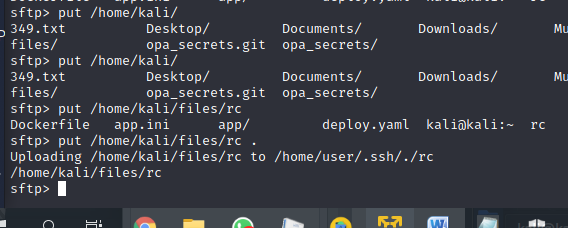 sftp> put /home/kali/
349.txt Desktop/ Documents/ Downloads/ Mu
files/ opa_secrets.git opa_secrets/
sftp> put /home/kali/
349.txt Desktop/ Documents/ Downloads/ Mu
files/ opa_secrets.git opa_secrets/
sftp> put /home/kali/files/rc
Dockerfile app.ini app/ deploy.yaml kali@kali:~ rc
sftp> put /home/kali/files/rc .
Uploading /home/kali/files/rc to /home/user/.ssh/./rc
/home/kali/files/rc
sftp>